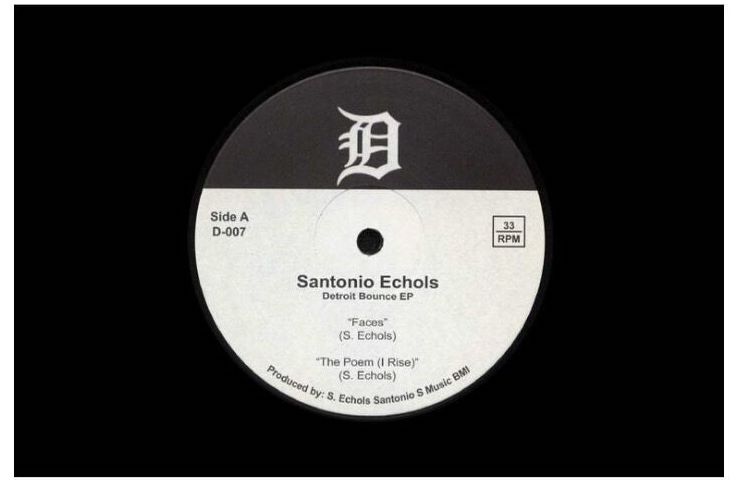 D
Side A
D-007
33
RPM
Santonio Echols
Detroit Bounce EP
"Faces"
(S. Echols)
"The Poem (I Rise)"
(S. Echols)
Produced by: S. Echols Santonio S Music BMI